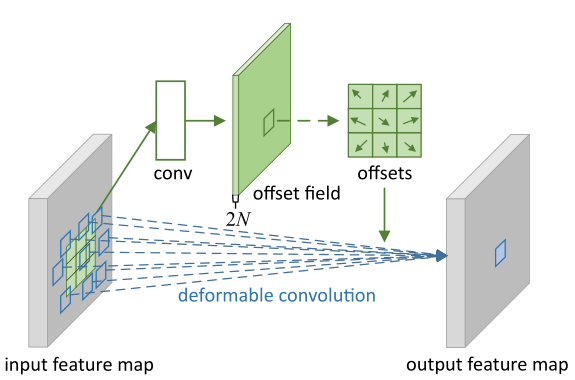 conv
offset field
offsets
2N
deformable convolution
input feature map
output feature map